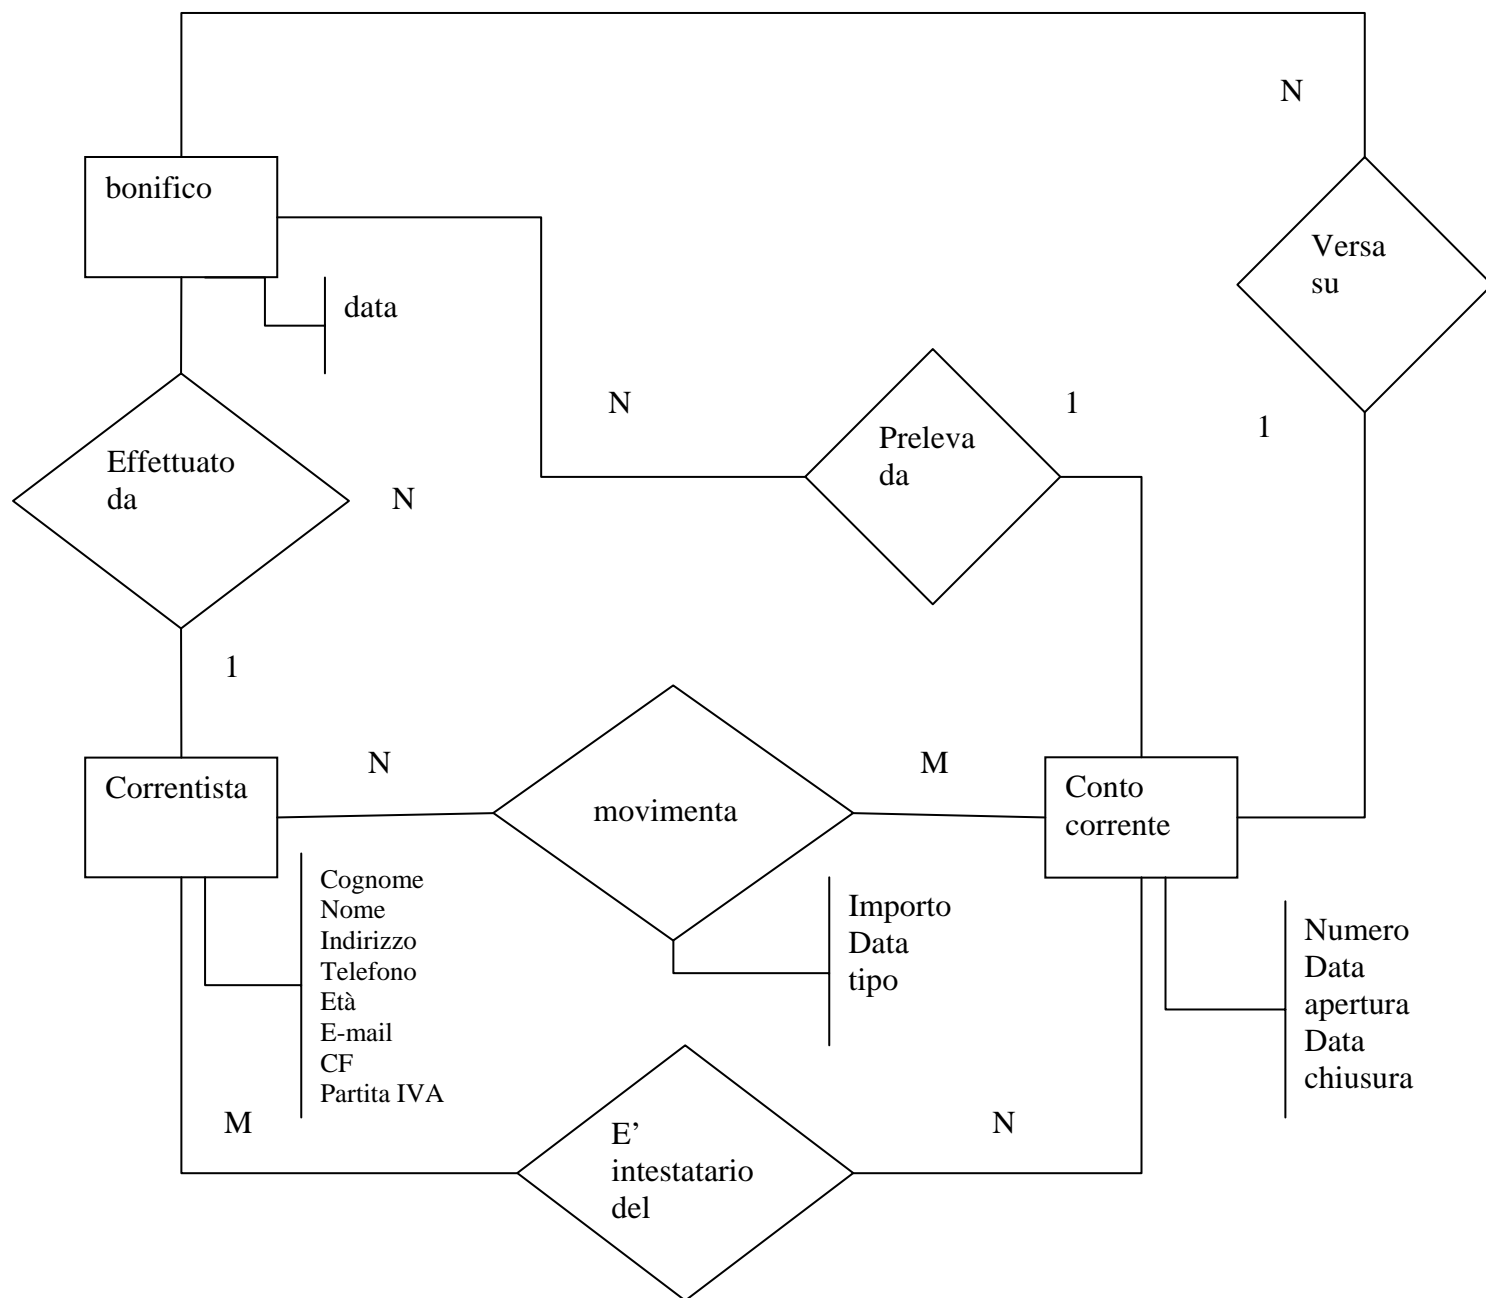 N
bonifico
Versa
su
data
N
1
1
Preleva
da
Effettuato
da
N
1
N
M
Correntista
movimenta
Conto
corrente
Cognome
Nome
Indirizzo
Telefono
Età
E-mail
CF
Partita IVA
Importo
Data
tipo
Numero
Data
apertura
Data
chiusura
M
N
E’
intestatario
del